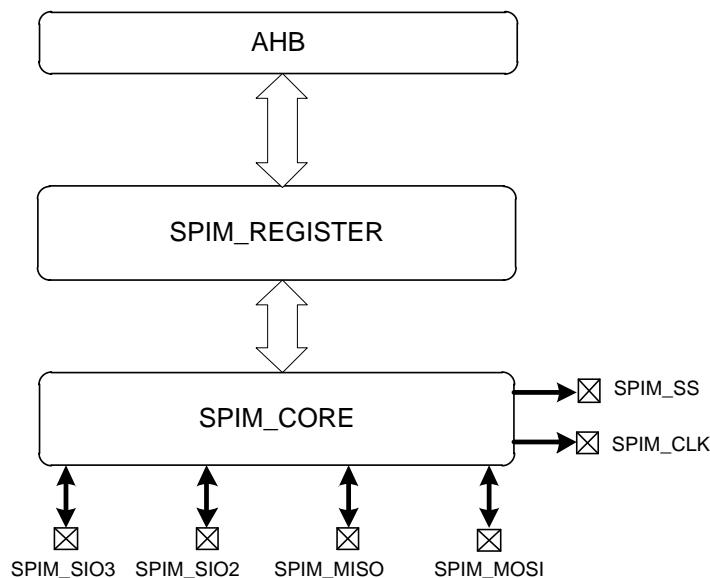 AHB
SPIM_REGISTER
SPIM_CORE
SPIM_SS
SPIM_CLK
SPIM_SIO3 SPIM_SIO2 SPIM_MISO SPIM_MOSI